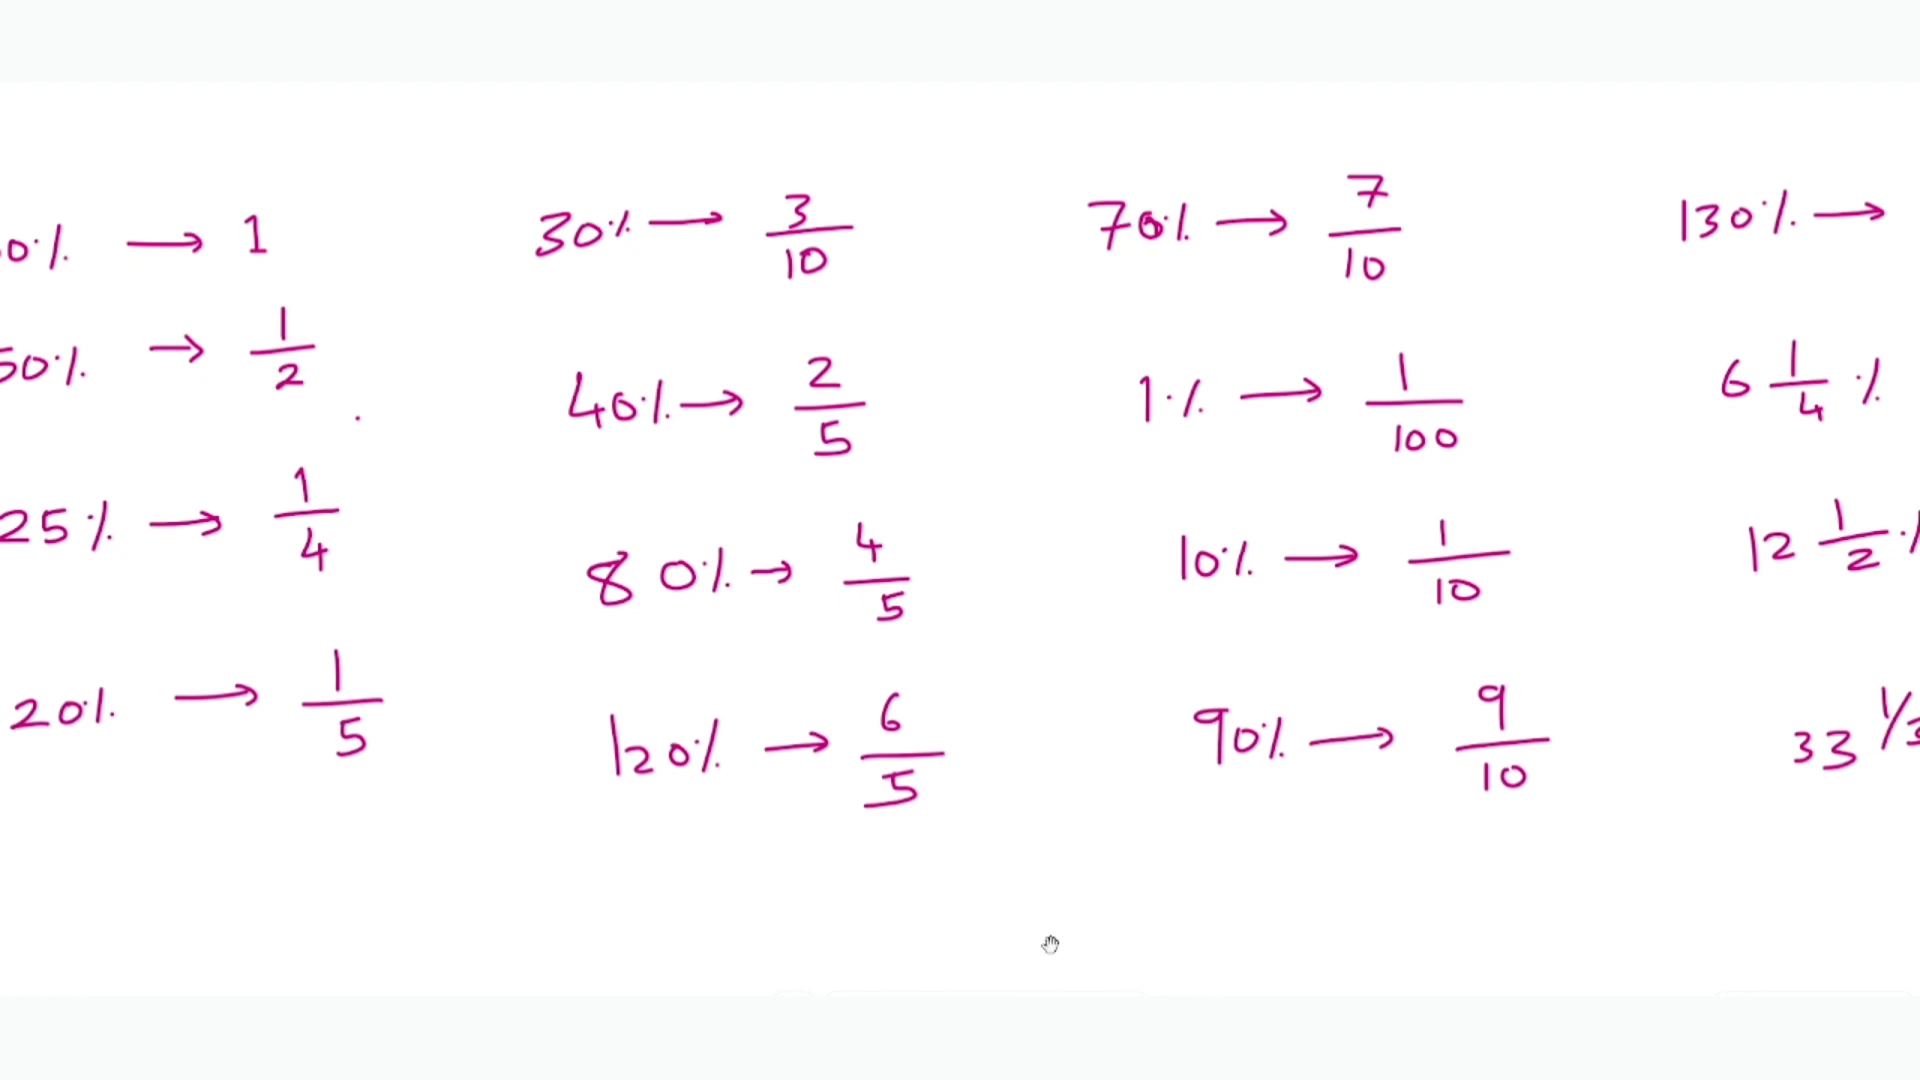 0% → 1
50% → 1/2
25% → 1/4
20% → 1/5
30% → 3/10
40% → 2/5
80% → 4/5
120% → 6/5
70% → 7/10
1% → 1/100
10% → 1/10
90% → 9/10
130% →
6 1/4 %
12 1/2 %
33 1/3